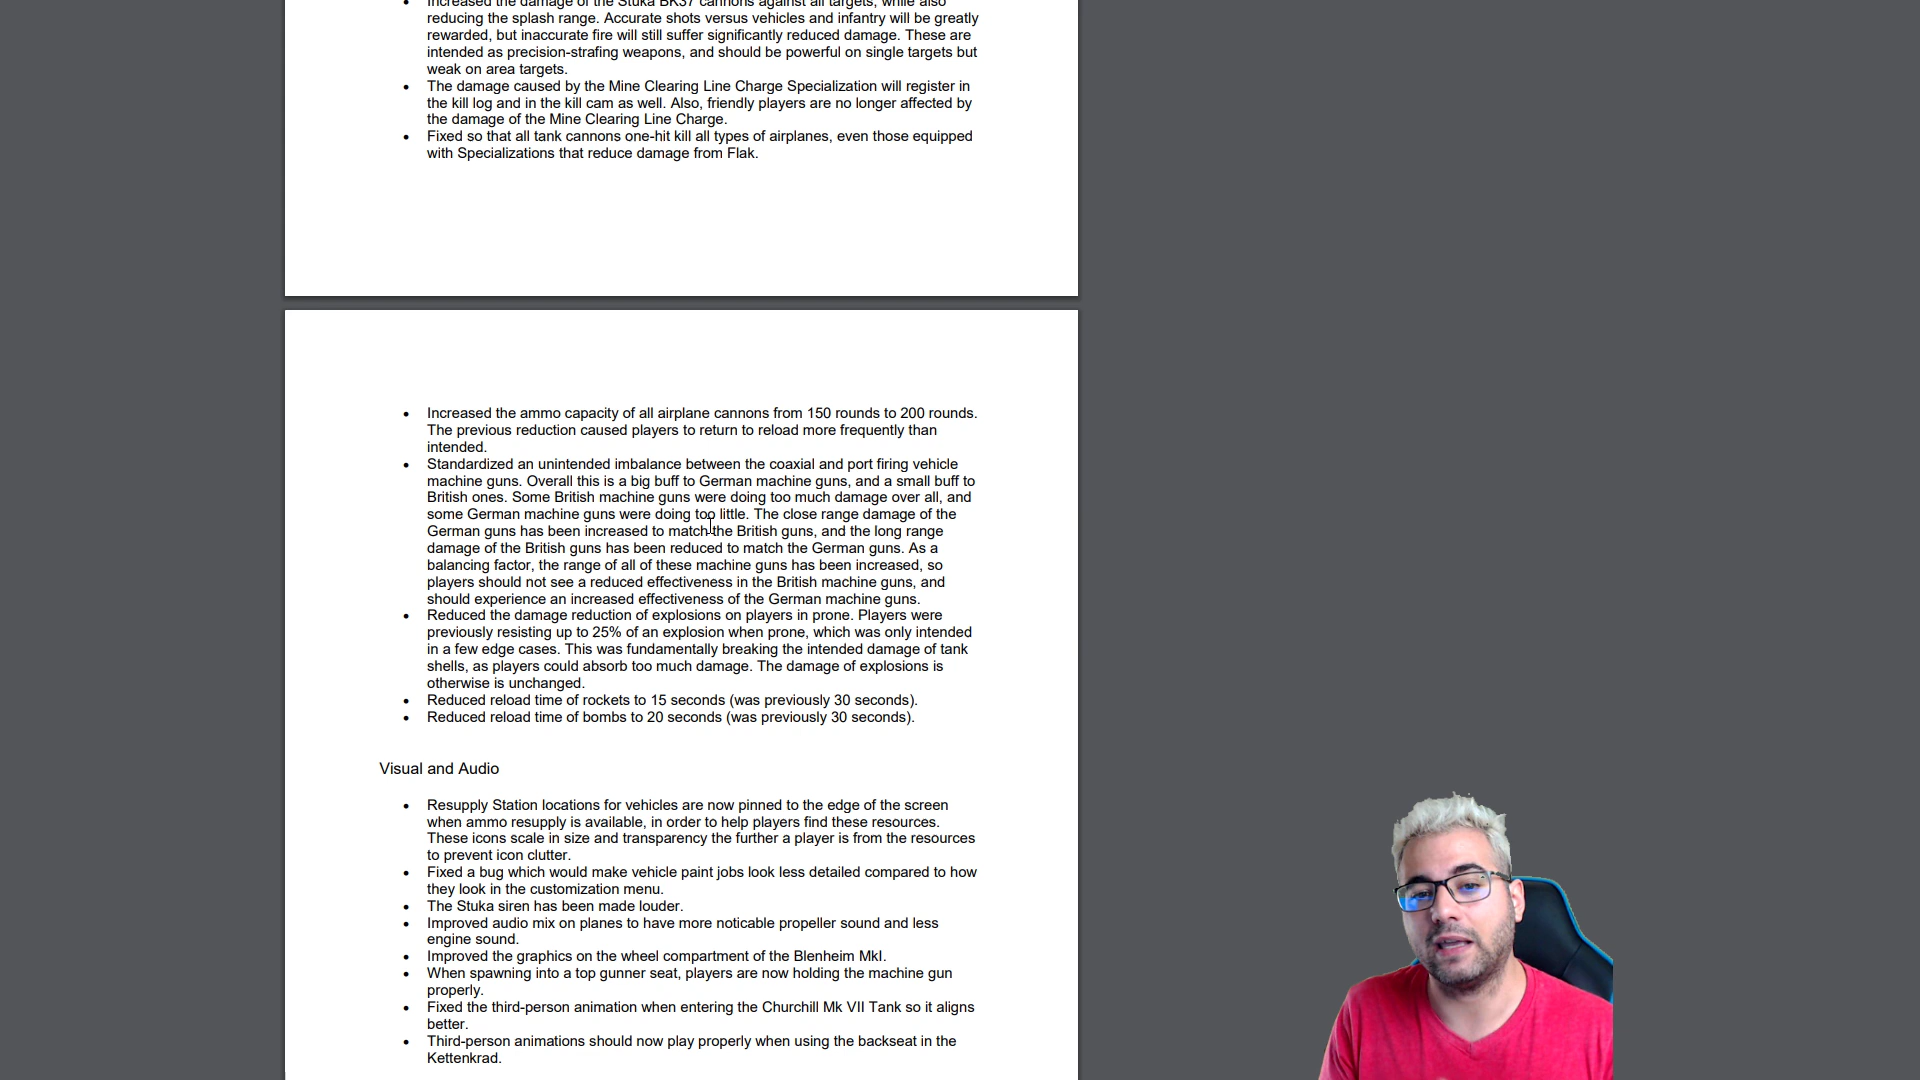 Increased the damage of the Stuka BK37 cannons against all targets, while also
reducing the splash range. Accurate shots versus vehicles and infantry will be greatly
rewarded, but inaccurate fire will still suffer significantly reduced damage. These are
intended as precision-strafing weapons, and should be powerful on single targets but
weak on area targets.
The damage caused by the Mine Clearing Line Charge Specialization will register in
the kill log and in the kill cam as well. Also, friendly players are no longer affected by
the damage of the Mine Clearing Line Charge.
Fixed so that all tank cannons one-hit kill all types of airplanes, even those equipped
with Specializations that reduce damage from Flak.
Increased the ammo capacity of all airplane cannons from 150 rounds to 200 rounds.
The previous reduction caused players to return to reload more frequently than
intended.
Standardized an unintended imbalance between the coaxial and port firing vehicle
machine guns. Overall this is a big buff to German machine guns, and a small buff to
British ones. Some British machine guns were doing too much damage over all, and
some German machine guns were doing too little. The close range damage of the
German guns has been increased to match the British guns, and the long range
damage of the British guns has been reduced to match the German guns. As a
balancing factor, the range of all of these machine guns has been increased, so
players should not see a reduced effectiveness in the British machine guns, and
should experience an increased effectiveness of the German machine guns.
Reduced the damage reduction of explosions on players in prone. Players were
previously resisting up to 25% of an explosion when prone, which was only intended
in a few edge cases. This was fundamentally breaking the intended damage of tank
shells, as players could absorb too much damage. The damage of explosions is
otherwise is unchanged.
Reduced reload time of rockets to 15 seconds (was previously 30 seconds).
Reduced reload time of bombs to 20 seconds (was previously 30 seconds).
Visual and Audio
Resupply Station locations for vehicles are now pinned to the edge of the screen
when ammo resupply is available, in order to help players find these resources.
These icons scale in size and transparency the further a player is from the resources
to prevent icon clutter.
Fixed a bug which would make vehicle paint jobs look less detailed compared to how
they look in the customization menu.
The Stuka siren has been made louder.
Improved audio mix on planes to have more noticable propeller sound and less
engine sound.
Improved the graphics on the wheel compartment of the Blenheim MkI.
When spawning into a top gunner seat, players are now holding the machine gun
properly.
Fixed the third-person animation when entering the Churchill Mk VII Tank so it aligns
better.
Third-person animations should now play properly when using the backseat in the
Kettenkrad.